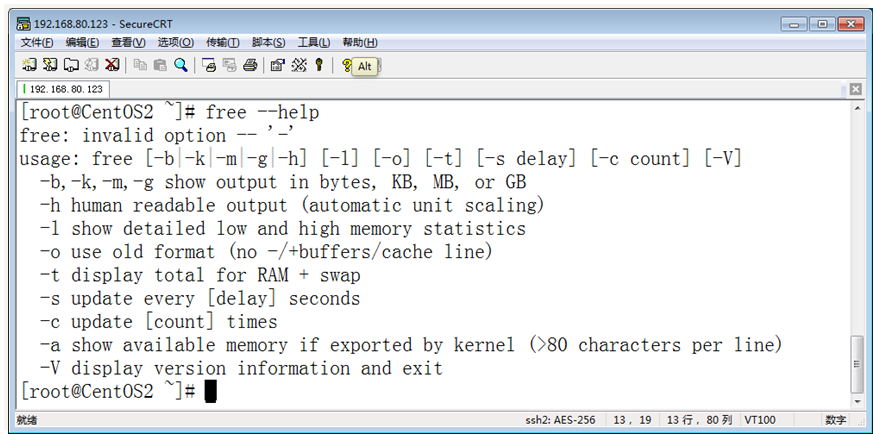 192.168.80.123 - SecureCRT
文件(F) 编辑(E) 查看(V) 选项(O) 传输(T) 脚本(S) 工具(L) 帮助(H)
Alt
192.168.80.123
[root@CentOS2 ~]# free --help
free: invalid option -- '-'
usage: free [-b|-k|-m|-g|-h] [-l] [-o] [-t] [-s delay] [-c count] [-V]
  -b,-k,-m,-g show output in bytes, KB, MB, or GB
  -h human readable output (automatic unit scaling)
  -l show detailed low and high memory statistics
  -o use old format (no -/+buffers/cache line)
  -t display total for RAM + swap
  -s update every [delay] seconds
  -c update [count] times
  -a show available memory if exported by kernel (>80 characters per line)
  -V display version information and exit
[root@CentOS2 ~]#
就绪 ssh2: AES-256 13, 19 13 行, 80 列 VT100 数字